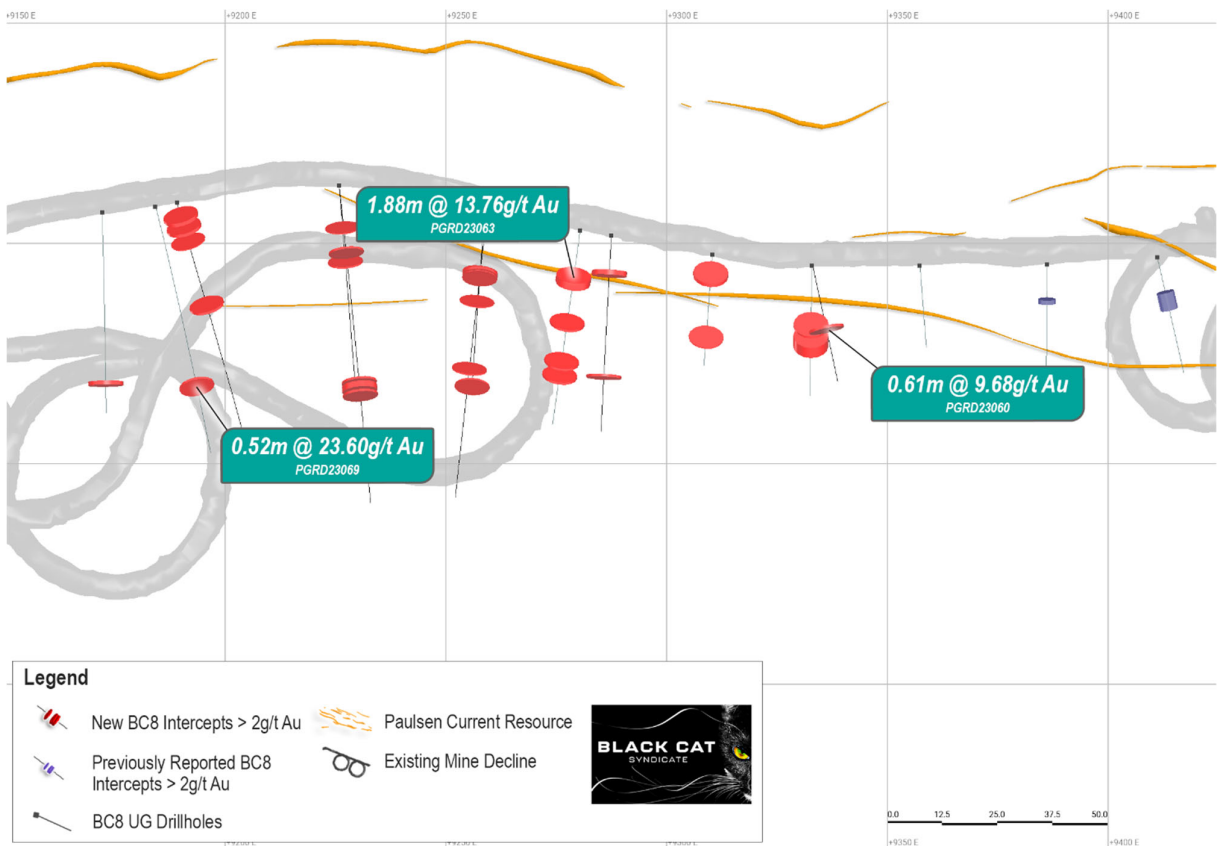 +9150 E
+9200 E
+9250 E
+9300 E
+9350 E
+9400 E
1.88m @ 13.76g/t Au
PGRD23063
0.61m @ 9.68g/t Au
PGRD23060
0.52m @ 23.60g/t Au
PGRD23069
Legend
New BC8 Intercepts > 2g/t Au
Previously Reported BC8
Intercepts > 2g/t Au
BC8 UG Drillholes
Paulsen Current Resource
Existing Mine Decline
BLACK CAT
SYNDICATE
0.0 12.5 25.0 37.5 50.0
+9350 E
+9400 E